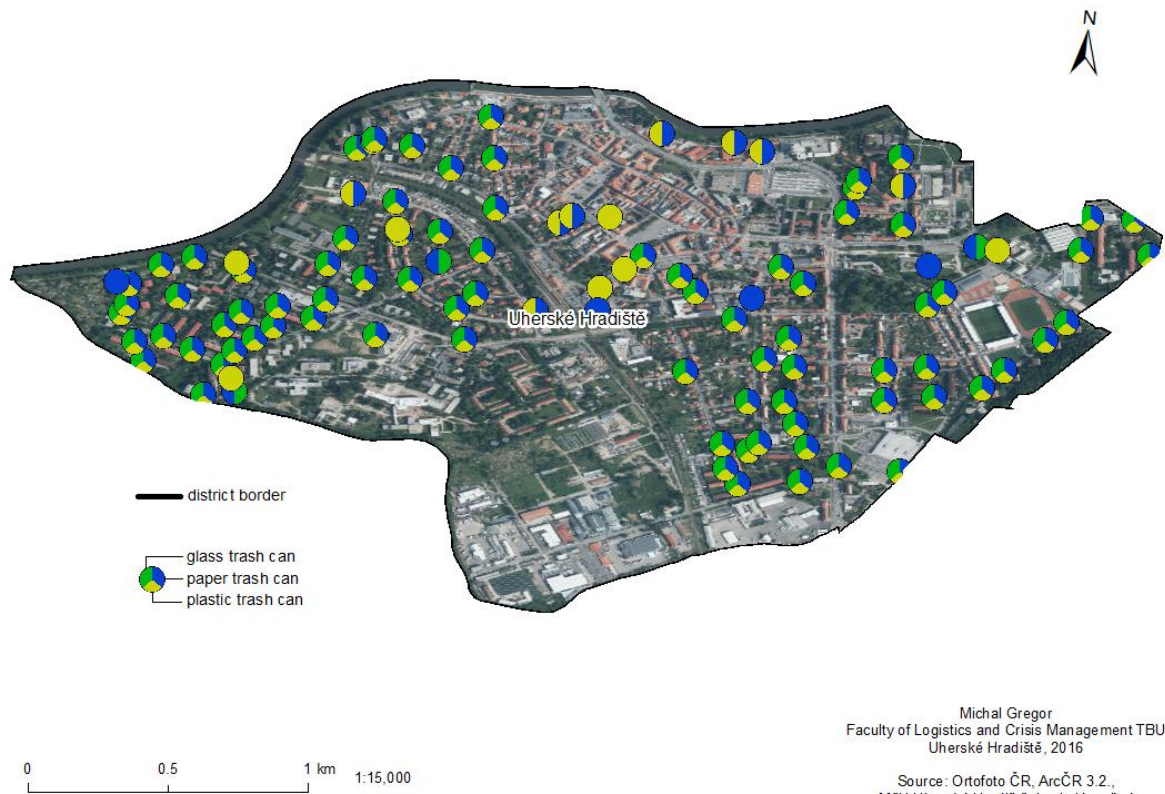 N
Uherské Hradiště
district border
glass trash can
paper trash can
plastic trash can
0 0.5 1 km
1:15,000
Michal Gregor
Faculty of Logistics and Crisis Management TBU
Uherské Hradiště, 2016
Source: Ortofoto ČR, ArcČR 3.2.,